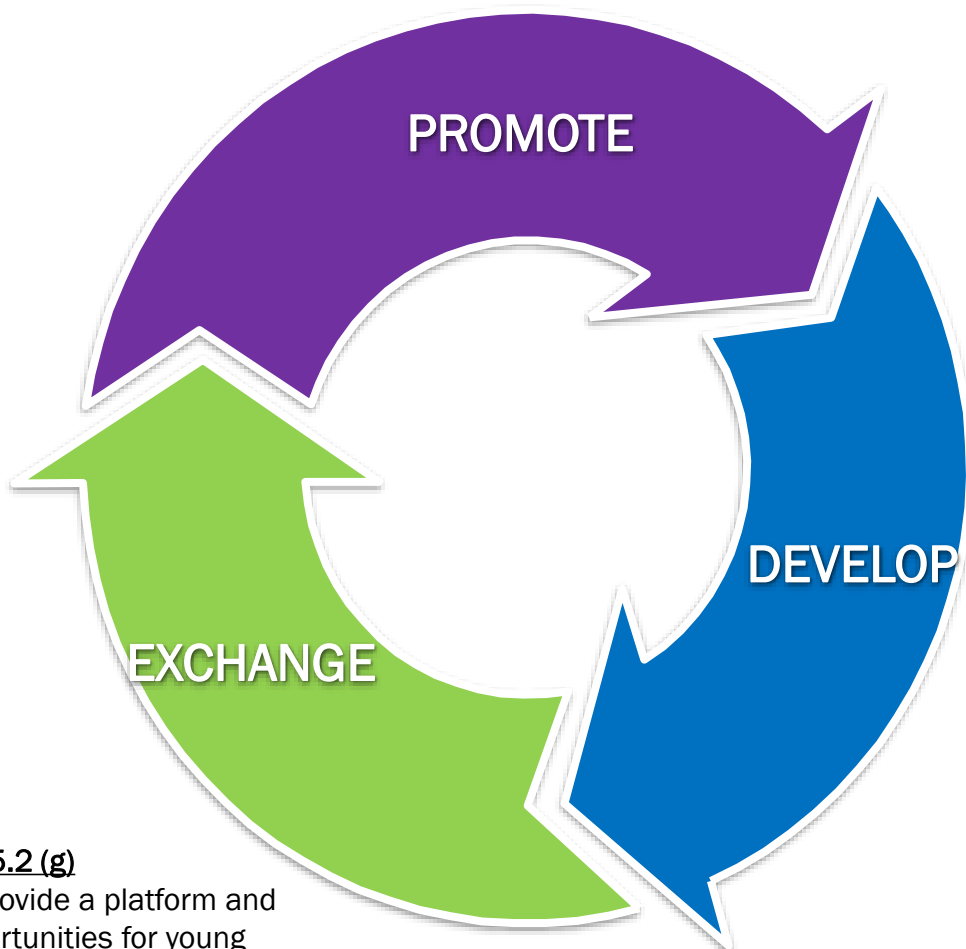 PROMOTE
DEVELOP
EXCHANGE
5.2 (g)
ovide a platform and
rtunities for young